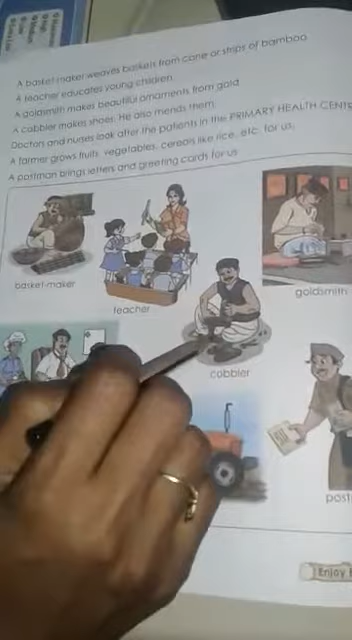 A basket maker weaves baskets from cane or strips of bamboo
A teacher educates young children.
A goldsmith makes beautiful ornaments from gold.
A cobbler makes shoes. He also mends them.
Doctors and nurses look after the patients in the PRIMARY HEALTH
A farmer grows fruits, vegetables, cereals like rice, etc. for us.
A postman brings letters and greeting cards for us
basket-maker
teacher
goldsmith
cobbler
post
Enjoy